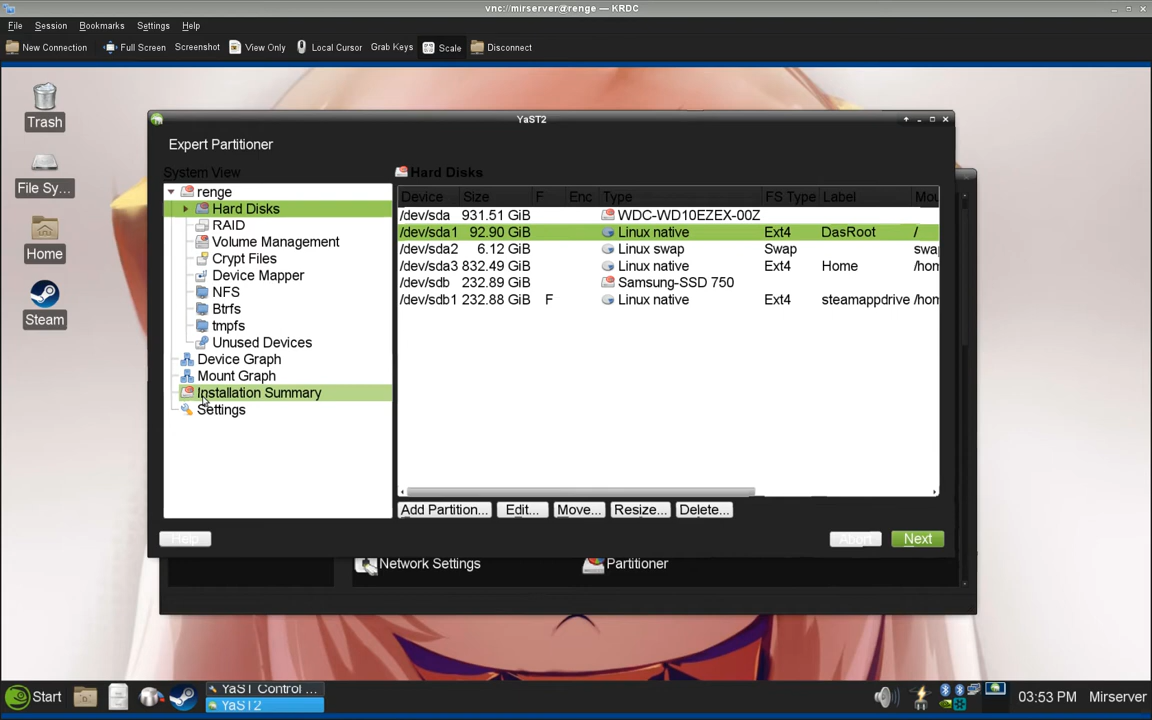 vnc://mirserver@renge — KRDC
File Session Bookmarks Settings Help
New Connection Full Screen Screenshot View Only Local Cursor Grab Keys Scale Disconnect
Trash
File Sy...
Home
Steam
YaST2
Expert Partitioner
System View
renge
Hard Disks
RAID
Volume Management
Crypt Files
Device Mapper
NFS
Btrfs
tmpfs
Unused Devices
Device Graph
Mount Graph
Installation Summary
Settings
Hard Disks
Device Size F Enc Type FS Type Label Mou
/dev/sda 931.51 GiB WDC-WD10EZEX-00Z
/dev/sda1 92.90 GiB Linux native Ext4 DasRoot /
/dev/sda2 6.12 GiB Linux swap Swap swa
/dev/sda3 832.49 GiB Linux native Ext4 Home /hom
/dev/sdb 232.89 GiB Samsung-SSD 750
/dev/sdb1 232.88 GiB F Linux native Ext4 steamappdrive /hom
Add Partition... Edit... Move... Resize... Delete...
Help Abort Next
Network Settings Partitioner
Start YaST Control ... 03:53 PM Mirserver
YaST2